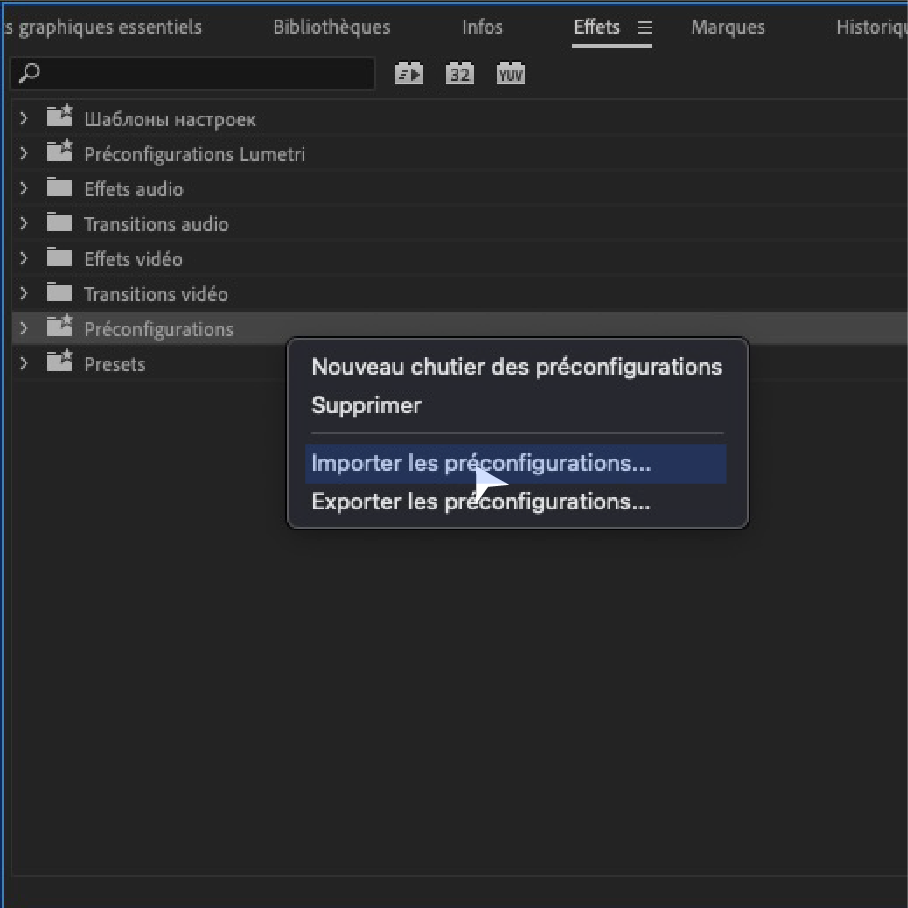 s graphiques essentiels Bibliothèques Infos Effets Marques Historiqu
32 YUV
Шаблоны настроек
Préconfigurations Lumetri
Effets audio
Transitions audio
Effets vidéo
Transitions vidéo
Préconfigurations
Presets
Nouveau chutier des préconfigurations
Supprimer
Importer les préconfigurations...
Exporter les préconfigurations...